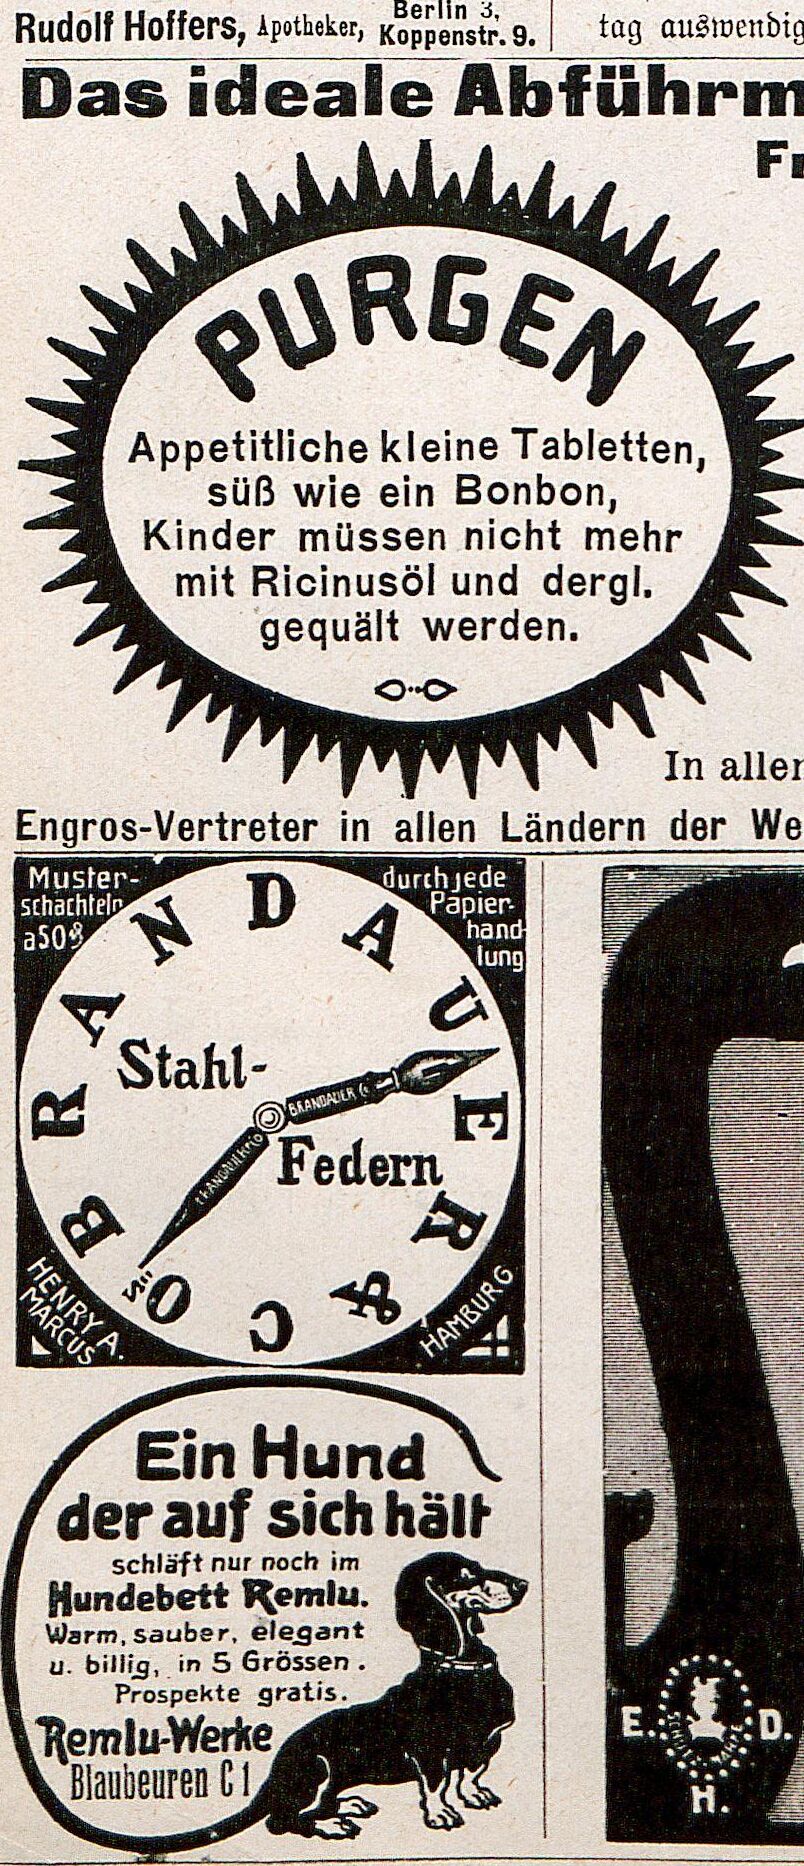 Rudolf Hoffers, Apotheker, Berlin 3, Koppenstr. 9.
tag auswendig
Das ideale Abführm
Fr
PURGEN
Appetitliche kleine Tabletten,
süß wie ein Bonbon,
Kinder müssen nicht mehr
mit Ricinusöl und dergl.
gequält werden.
In allen
Engros-Vertreter in allen Ländern der We
Muster-
schachteln
a 50₰
durch jede
Papier-
hand-
lung
BRANDAUER & CO
Stahl-
BRANDAUER & Co
Federn
HENRY A.
MARCUS
HAMBURG
Ein Hund
der auf sich hält
schläft nur noch im
Hundebett Remlu.
Warm, sauber, elegant
u. billig, in 5 Grössen.
Prospekte gratis.
Remlu-Werke
Blaubeuren C 1
E. D.
H.